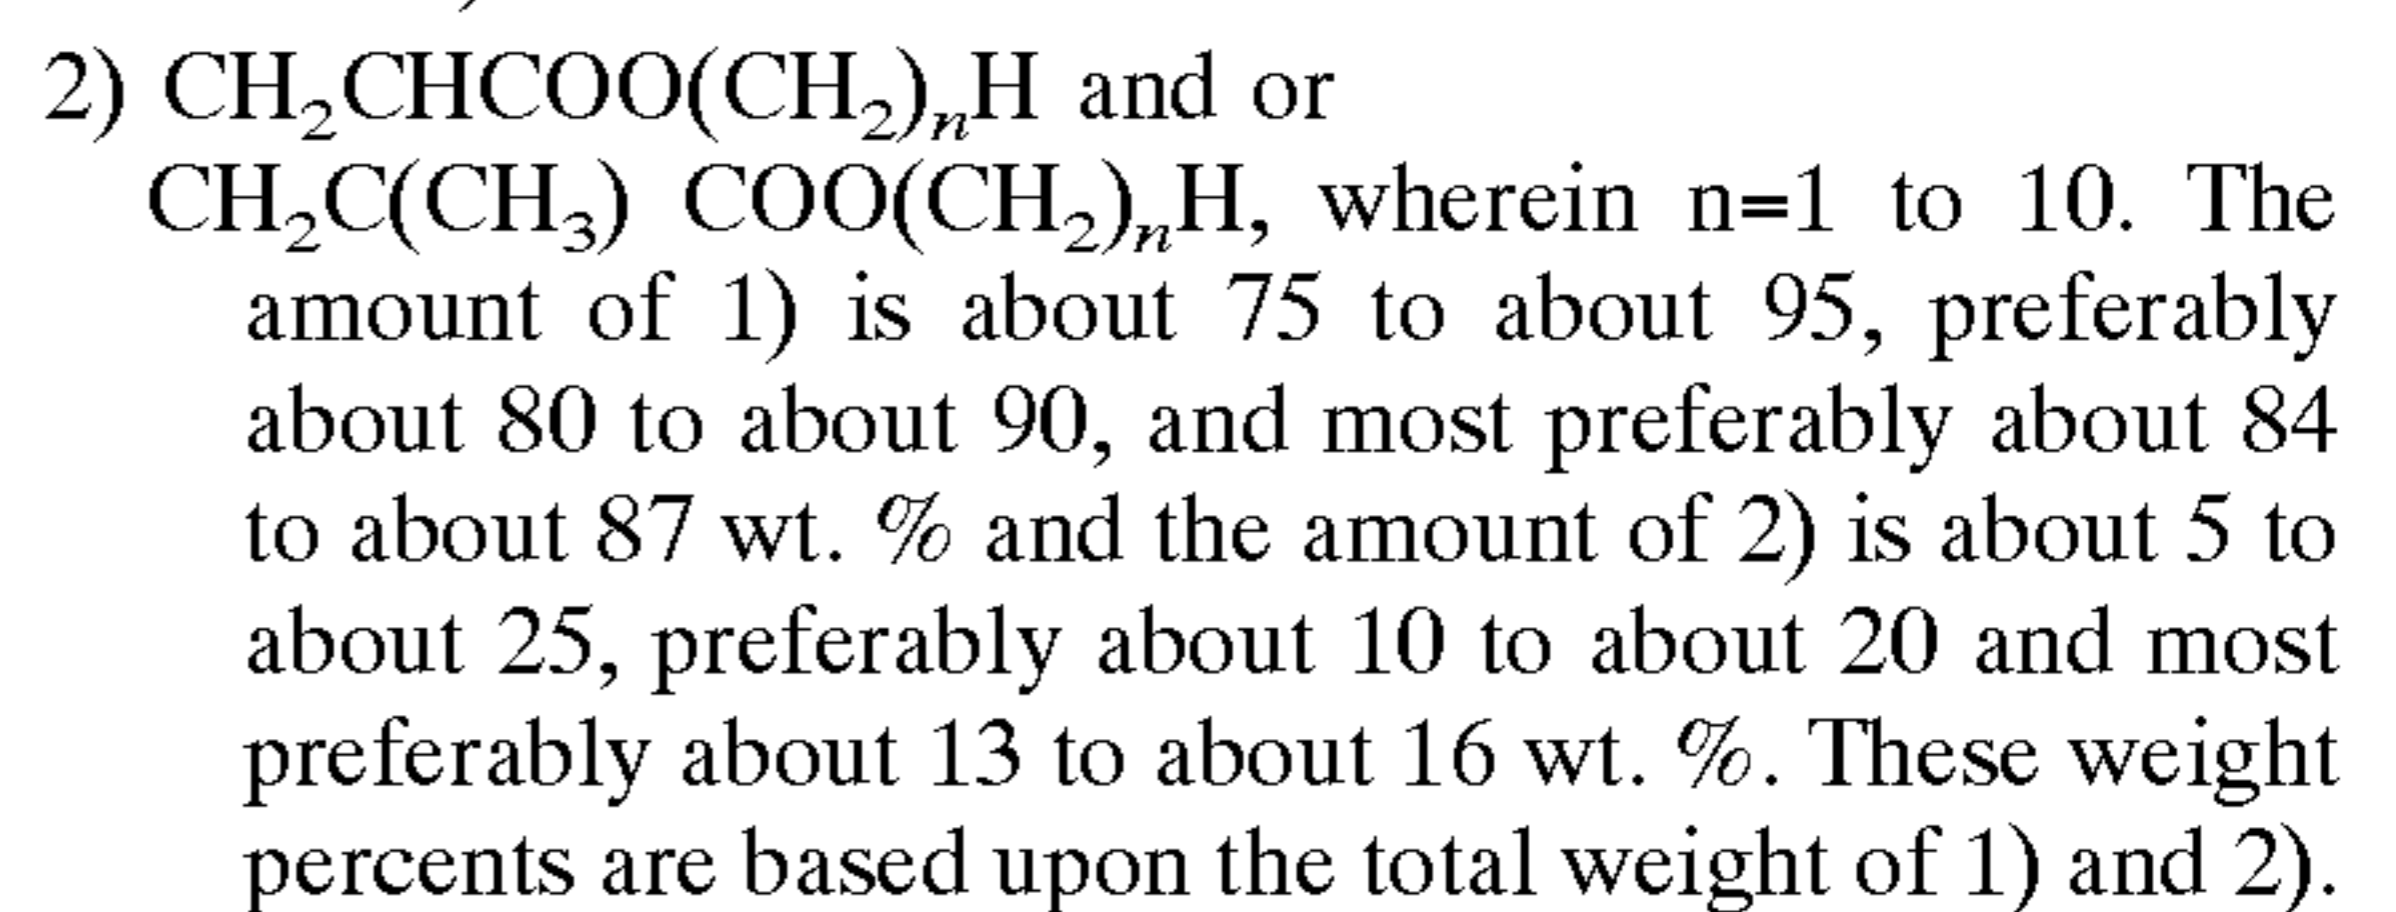 2) CH₂CHCOO(CH₂)ₙH and or
CH₂C(CH₃) COO(CH₂)ₙH, wherein n=1 to 10. The
amount of 1) is about 75 to about 95, preferably
about 80 to about 90, and most preferably about 84
to about 87 wt. % and the amount of 2) is about 5 to
about 25, preferably about 10 to about 20 and most
preferably about 13 to about 16 wt. %. These weight
percents are based upon the total weight of 1) and 2).